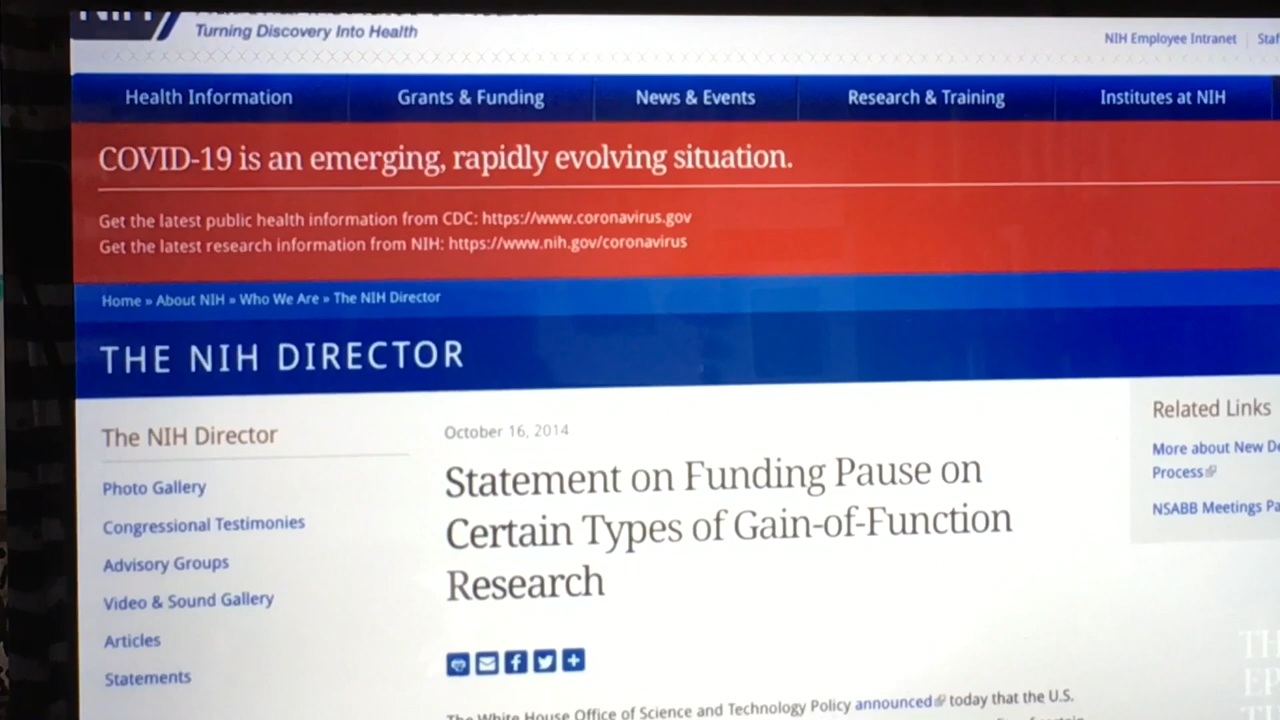 NIH
Turning Discovery Into Health
NIH Employee Intranet
Health Information
Grants & Funding
News & Events
Research & Training
Institutes at NIH
COVID-19 is an emerging, rapidly evolving situation.
Get the latest public health information from CDC: https://www.coronavirus.gov
Get the latest research information from NIH: https://www.nih.gov/coronavirus
Home » About NIH » Who We Are » The NIH Director
THE NIH DIRECTOR
The NIH Director
Photo Gallery
Congressional Testimonies
Advisory Groups
Video & Sound Gallery
Articles
Statements
October 16, 2014
Statement on Funding Pause on
Certain Types of Gain-of-Function
Research
The White House Office of Science and Technology Policy announced today that the U.S.
Related Links
More about New
Process
NSABB Meetings